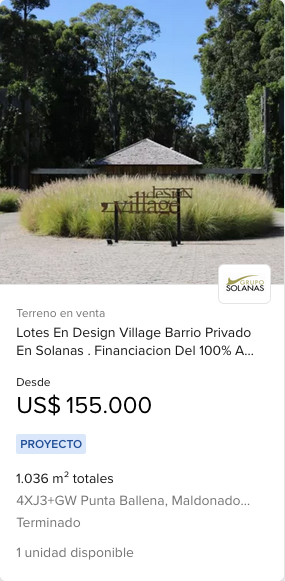 design
village
GRUPO
SOLANAS
Terreno en venta
Lotes En Design Village Barrio Privado
En Solanas . Financiacion Del 100% A...
Desde
US$ 155.000
PROYECTO
1.036 m² totales
4XJ3+GW Punta Ballena, Maldonado...
Terminado
1 unidad disponible